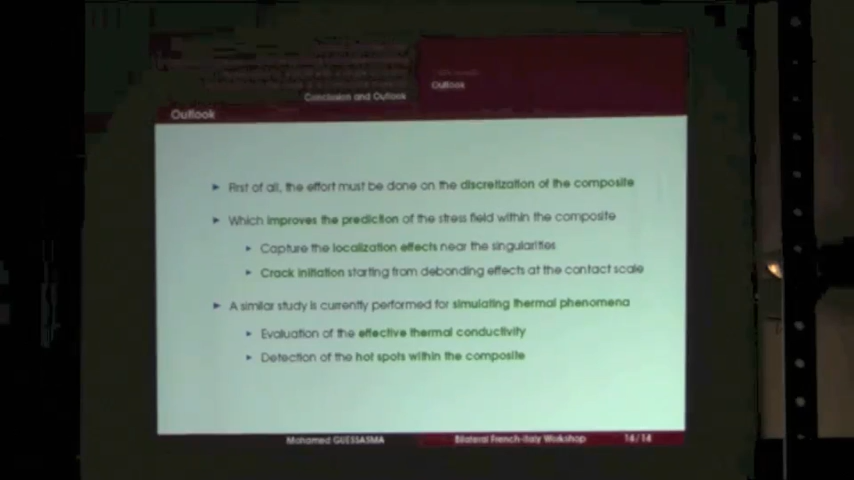 Conclusion and Outlook
Outlook
Outlook
First of all, the effort must be done on the discretization of the composite
Which improves the prediction of the stress field within the composite
Capture the localization effects near the singularities
Crack initiation starting from debonding effects at the contact scale
A similar study is currently performed for simulating thermal phenomena
Evaluation of the effective thermal conductivity
Detection of the hot spots within the composite
Mohamed GUESSASMA
Bilateral French-Italy Workshop
14/14